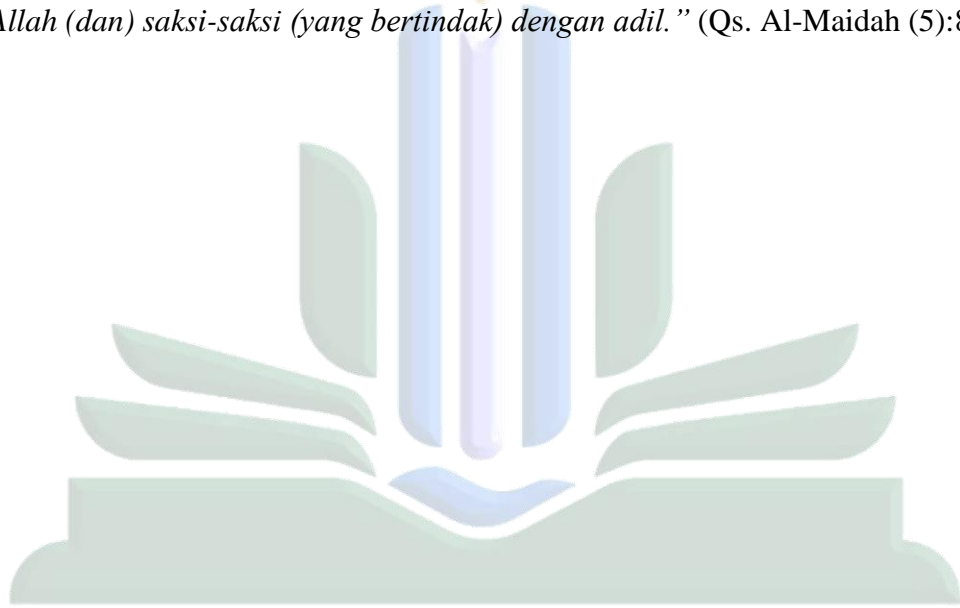 Allah (dan) saksi-saksi (yang bertindak) dengan adil.” (Qs. Al-Maidah (5):8